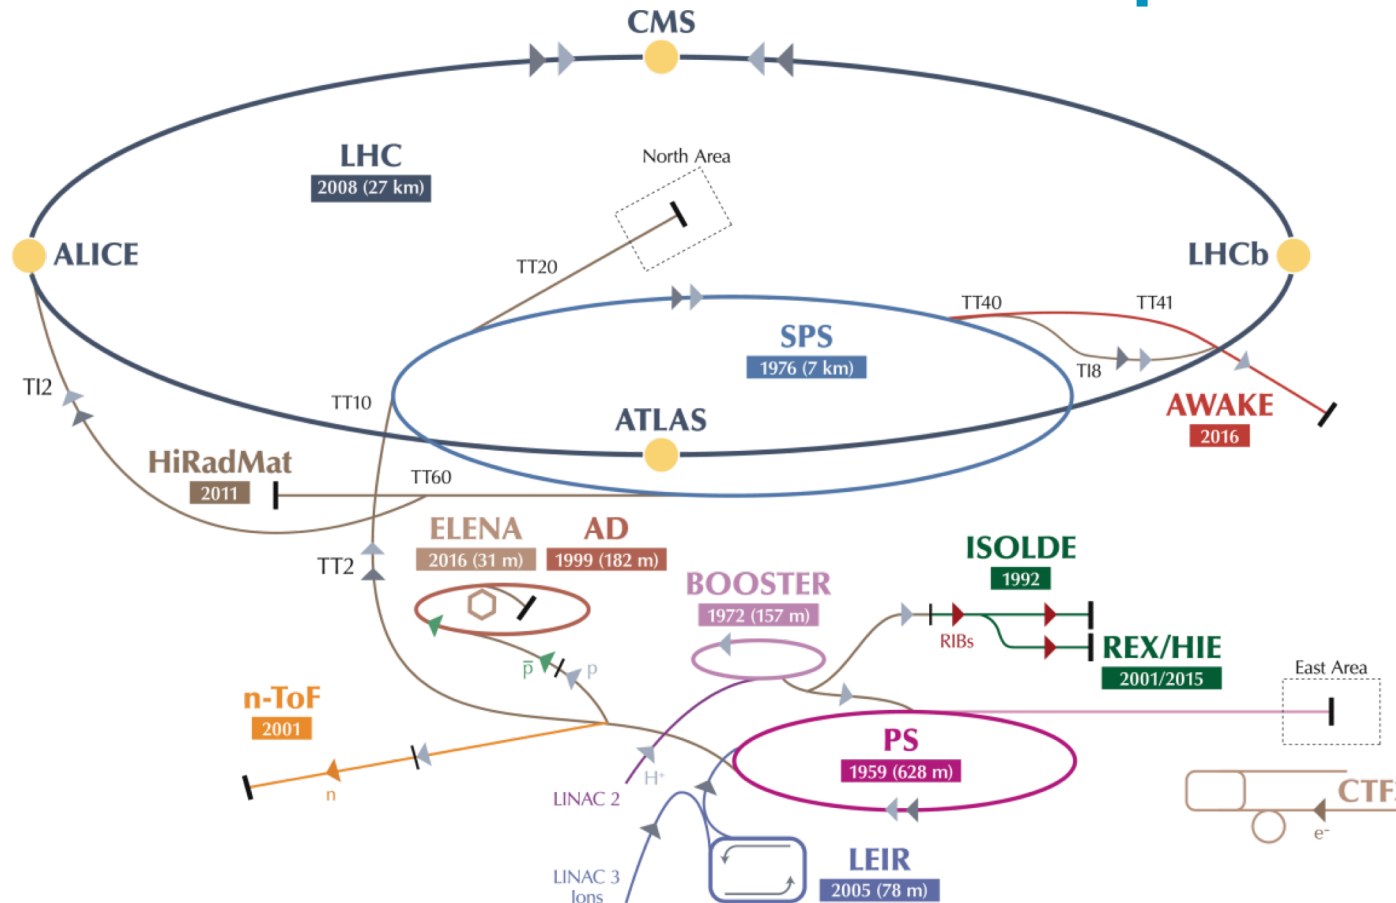 CMS
North Area
LHC
2008 (27 km)
ALICE
LHCb
TT20
TT40
TT41
SPS
1976 (7 km)
TI8
TI2
TT10
ATLAS
AWAKE
2016
HiRadMat
2011
TT60
ELENA
2016 (31 m)
AD
1999 (182 m)
ISOLDE
1992
TT2
BOOSTER
1972 (157 m)
RIBs
REX/HIE
2001/2015
p̅
p
East Area
n-ToF
2001
PS
1959 (628 m)
H⁺
n
LINAC 2
CTF
e⁻
LINAC 3
Ions
LEIR
2005 (78 m)